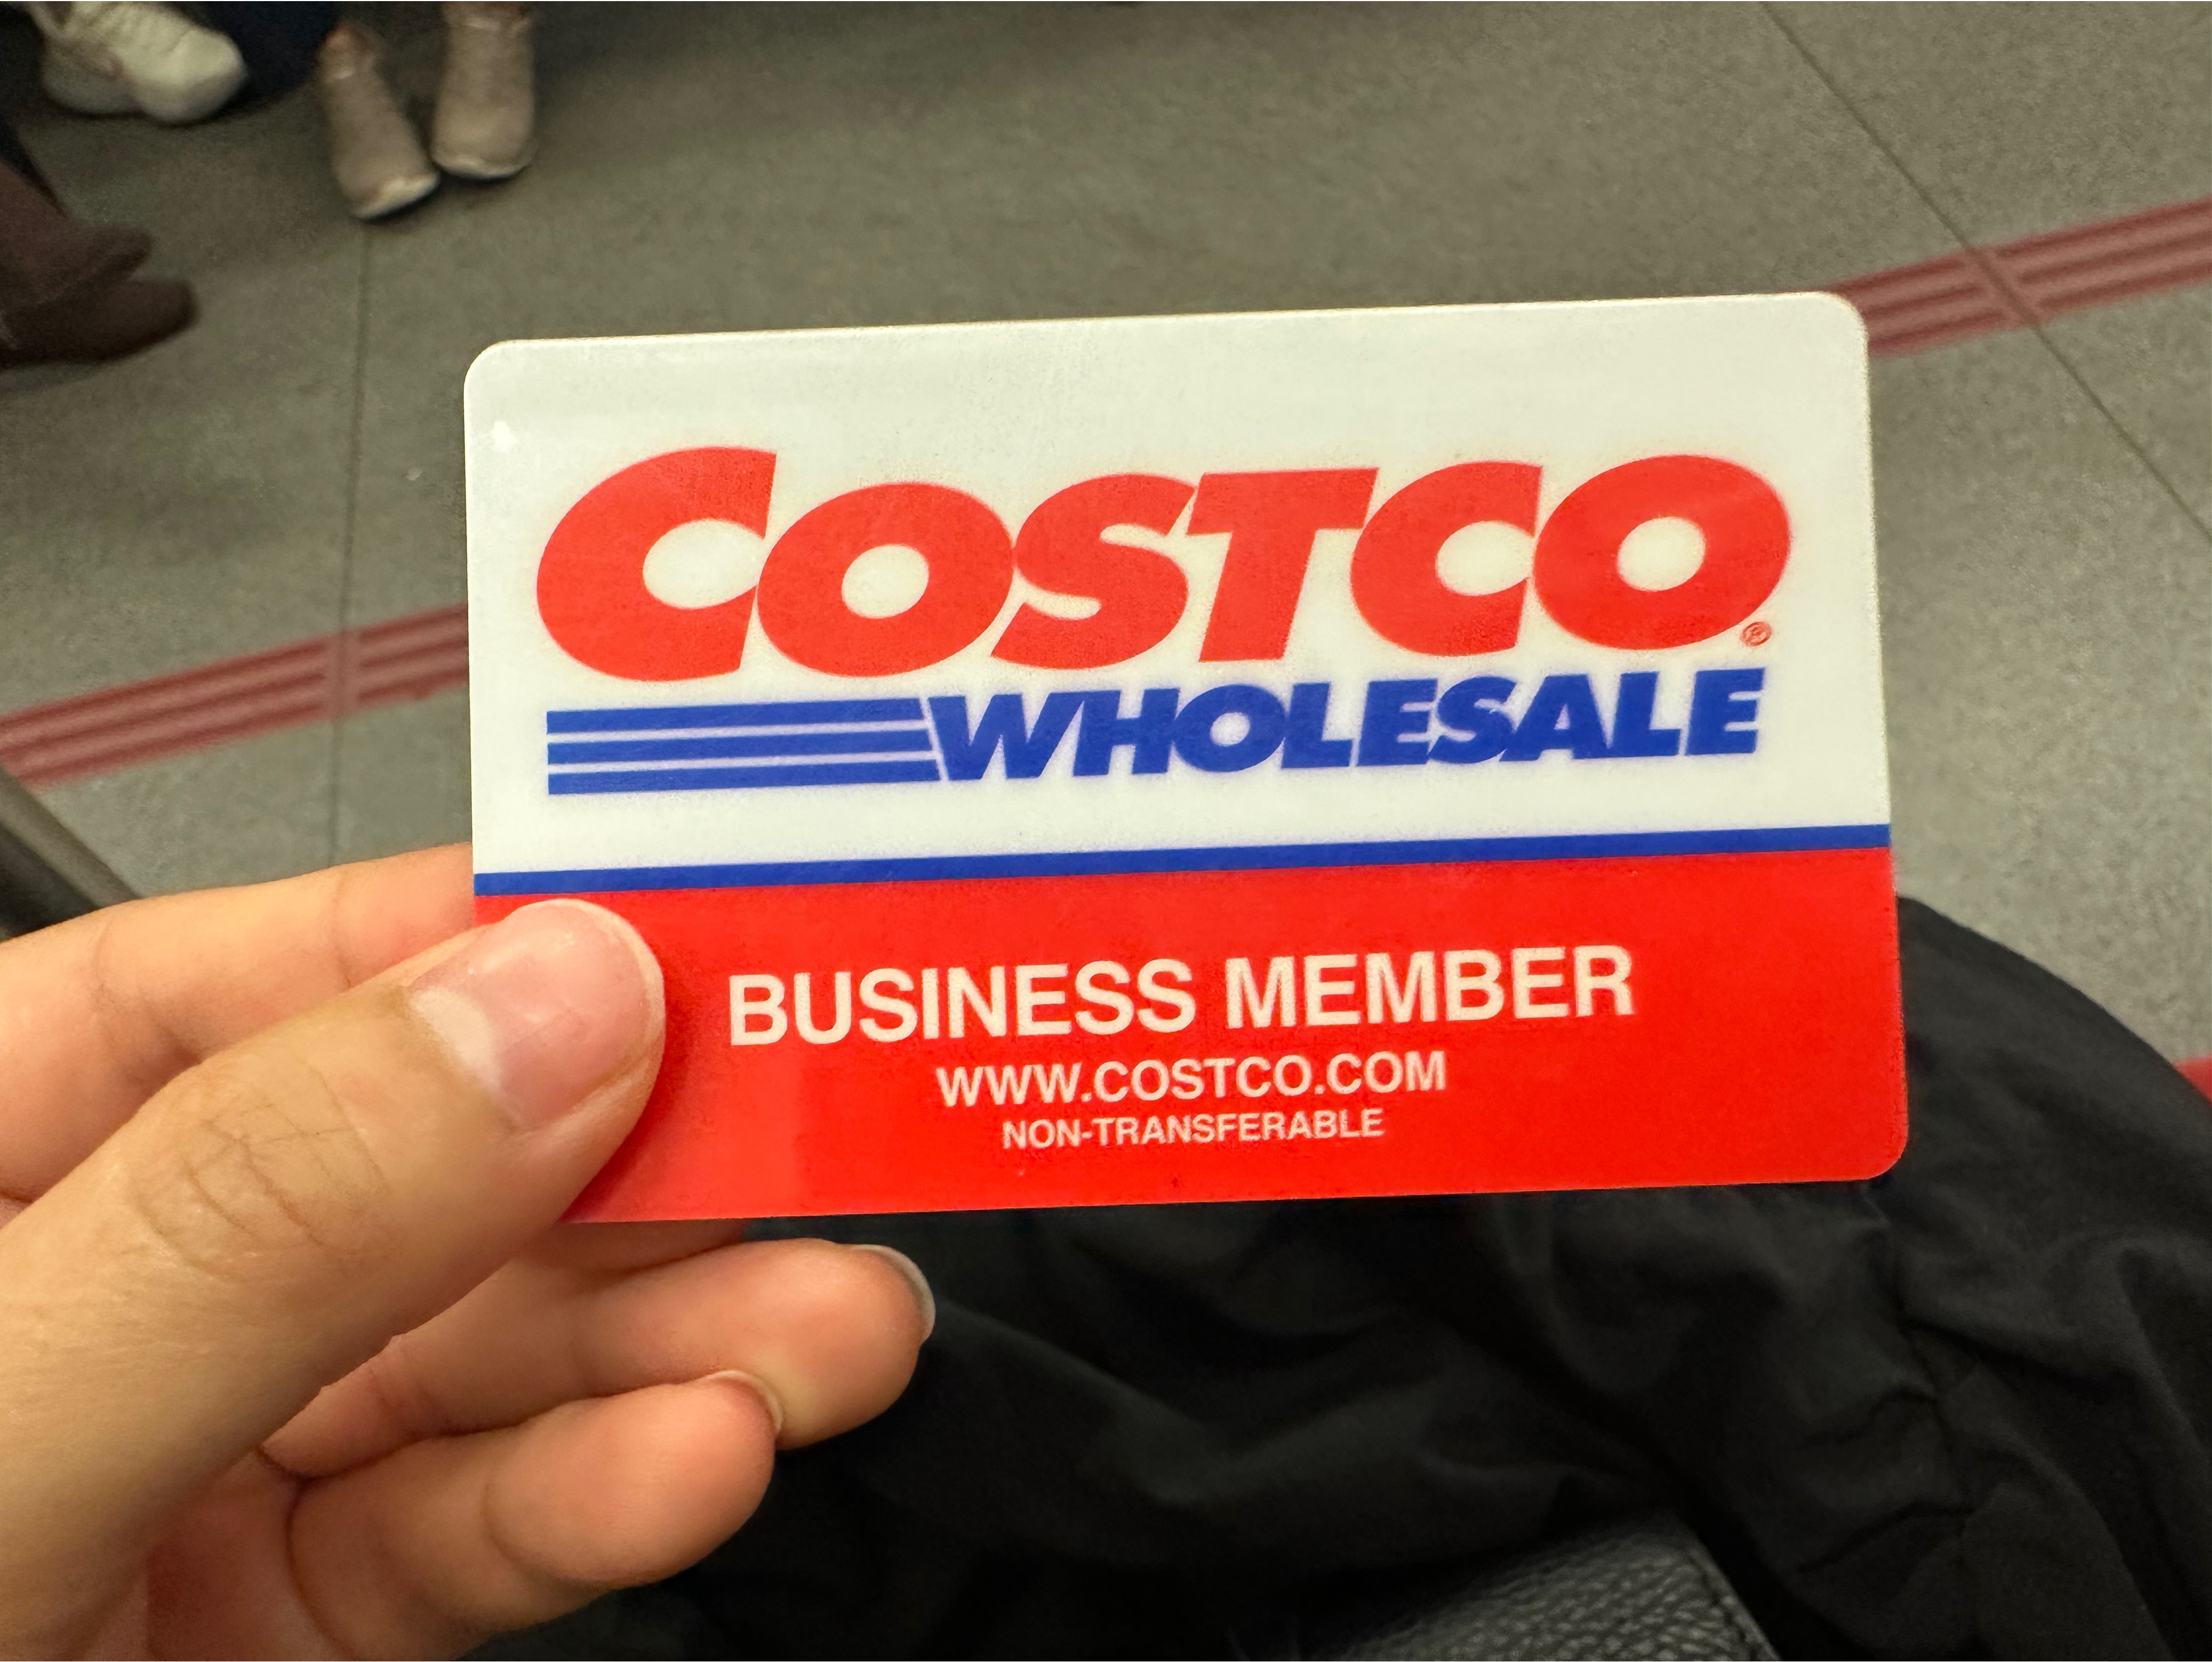 COSTCO®
WHOLESALE
BUSINESS MEMBER
WWW.COSTCO.COM
NON-TRANSFERABLE